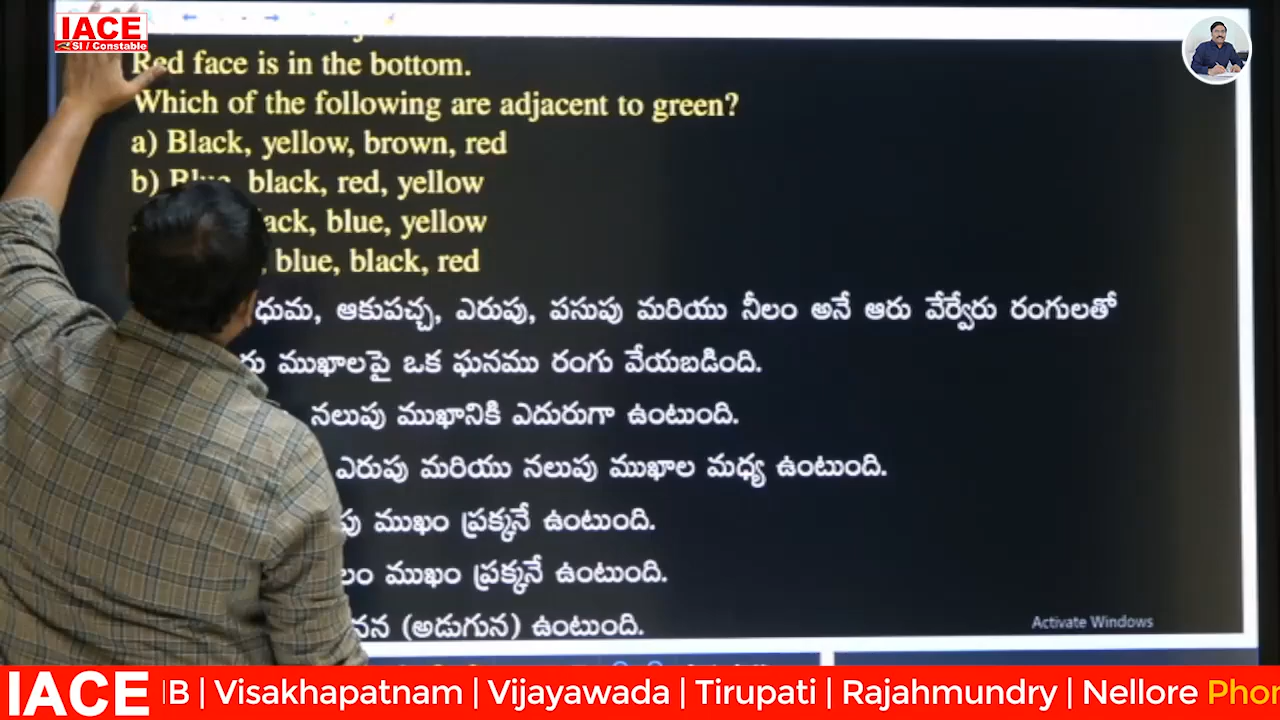 IACE
SI / Constable
Red face is in the bottom.
Which of the following are adjacent to green?
a) Black, yellow, brown, red
b) Blue, black, red, yellow
ack, blue, yellow
, blue, black, red
ధుమ, ఆకుపచ్చ, ఎరుపు, పసుపు మరియు నీలం అనే ఆరు వేర్వేరు రంగులతో
రు ముఖాలపై ఒక ఘనము రంగు వేయబడింది.
నలుపు ముఖానికి ఎదురుగా ఉంటుంది.
ఎరుపు మరియు నలుపు ముఖాల మధ్య ఉంటుంది.
పు ముఖం ప్రక్కనే ఉంటుంది.
లం ముఖం ప్రక్కనే ఉంటుంది.
నన (అడుగున) ఉంటుంది.
Activate Windows
IACE IB | Visakhapatnam | Vijayawada | Tirupati | Rajahmundry | Nellore Phon